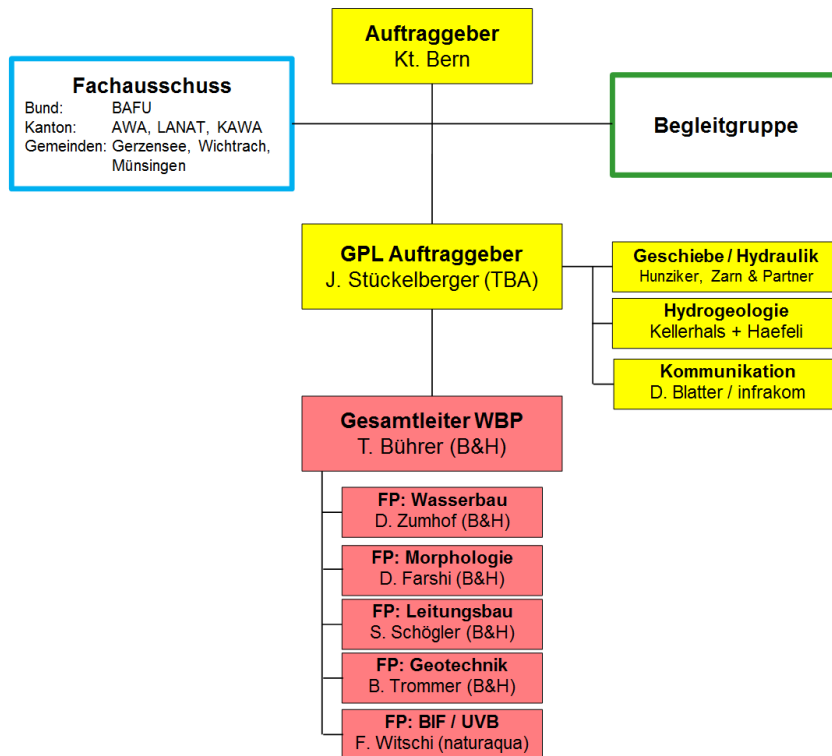 Auftraggeber
Kt. Bern
Fachausschuss
Bund: BAFU
Kanton: AWA, LANAT, KAWA
Gemeinden: Gerzensee, Wichtrach,
Münsingen
Begleitgruppe
GPL Auftraggeber
J. Stückelberger (TBA)
Geschiebe / Hydraulik
Hunziker, Zarn & Partner
Hydrogeologie
Kellerhals + Haefeli
Kommunikation
D. Blatter / infrakom
Gesamtleiter WBP
T. Bührer (B&H)
FP: Wasserbau
D. Zumhof (B&H)
FP: Morphologie
D. Farshi (B&H)
FP: Leitungsbau
S. Schögler (B&H)
FP: Geotechnik
B. Trommer (B&H)
FP: BIF / UVB
F. Witschi (naturaqua)